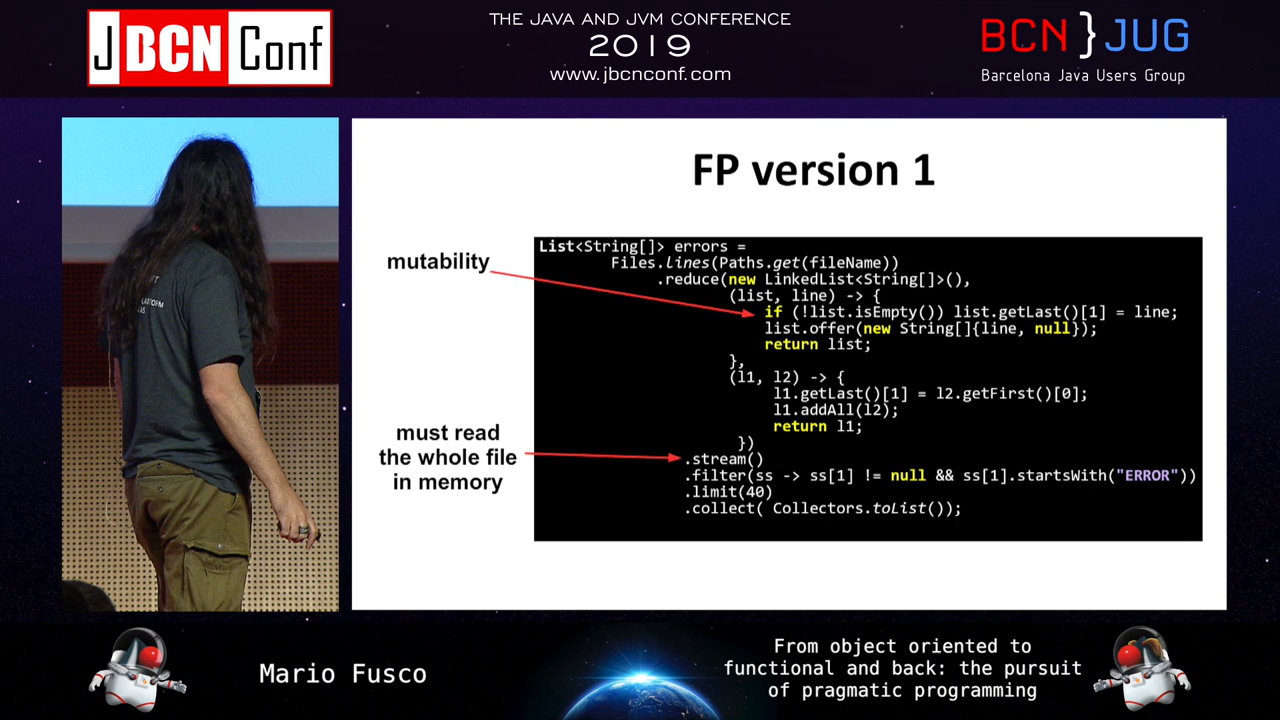 J BCN Conf
THE JAVA AND JVM CONFERENCE
2019
www.jbcnconf.com
BCN } JUG
Barcelona Java Users Group
FP version 1
mutability
must read
the whole file
in memory
List<String[]> errors =
Files.lines(Paths.get(fileName))
.reduce(new LinkedList<String[]>(),
(list, line) -> {
if (!list.isEmpty()) list.getLast()[1] = line;
list.offer(new String[]{line, null});
return list;
},
(l1, l2) -> {
l1.getLast()[1] = l2.getFirst()[0];
l1.addAll(l2);
return l1;
})
.stream()
.filter(ss -> ss[1] != null && ss[1].startsWith("ERROR"))
.limit(40)
.collect( Collectors.toList());
Mario Fusco
From object oriented to
functional and back: the pursuit
of pragmatic programming